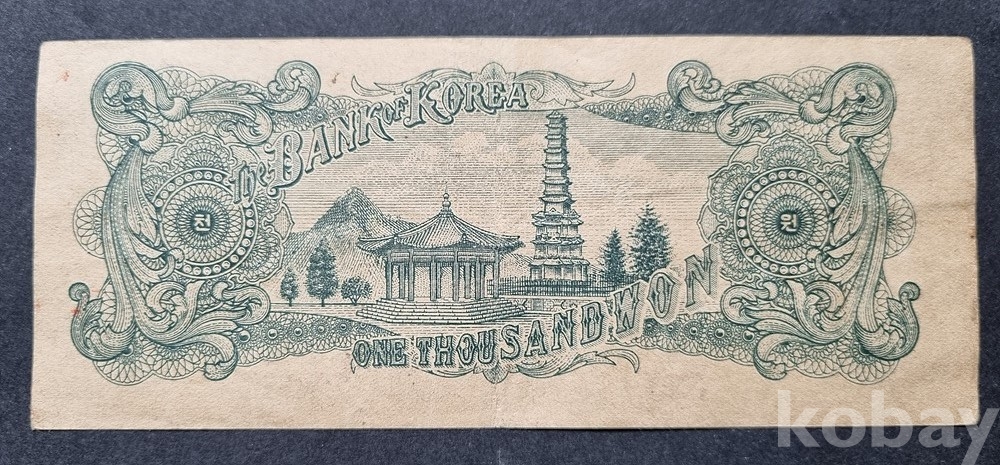 The BANK OF KOREA
원 원
ONE THOUSAND WON
kobay